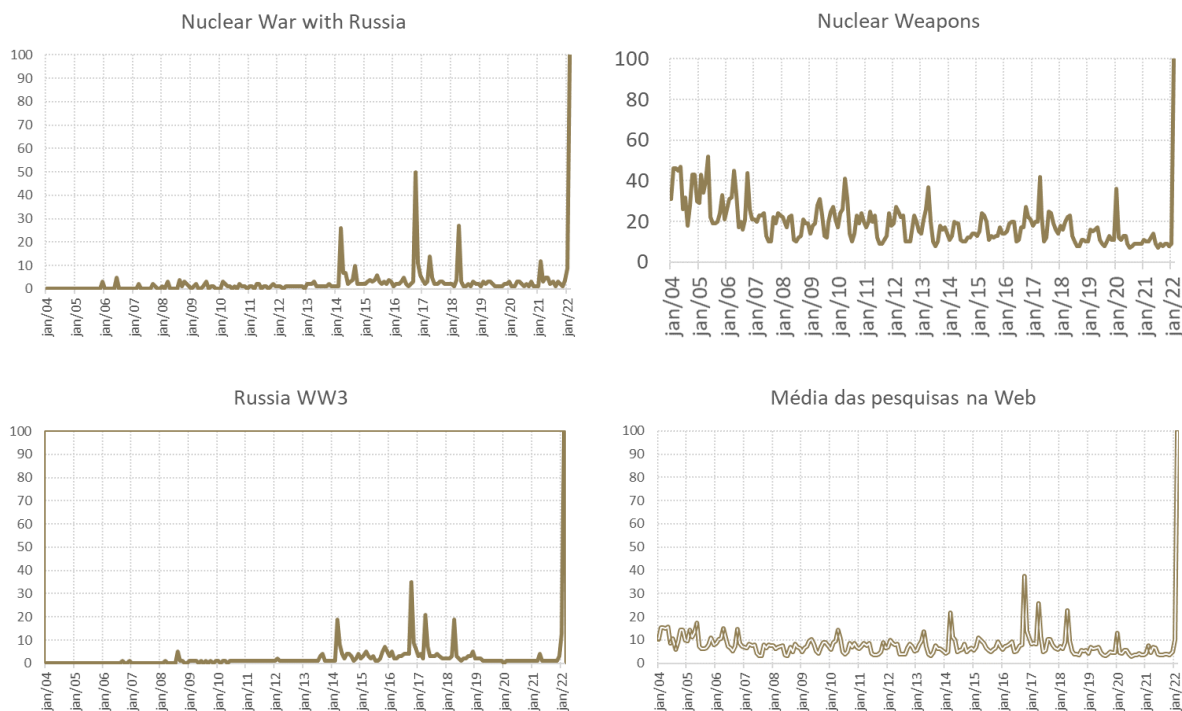 Nuclear War with Russia
100
90
80
70
60
50
40
30
20
10
0
jan/04
jan/05
jan/06
jan/07
jan/08
jan/09
jan/10
jan/11
jan/12
jan/13
jan/14
jan/15
jan/16
jan/17
jan/18
jan/19
jan/20
jan/21
jan/22
Nuclear Weapons
100
80
60
40
20
0
jan/04
jan/05
jan/06
jan/07
jan/08
jan/09
jan/10
jan/11
jan/12
jan/13
jan/14
jan/15
jan/16
jan/17
jan/18
jan/19
jan/20
jan/21
jan/22
Russia WW3
100
90
80
70
60
50
40
30
20
10
0
jan/04
jan/05
jan/06
jan/07
jan/08
jan/09
jan/10
jan/11
jan/12
jan/13
jan/14
jan/15
jan/16
jan/17
jan/18
jan/19
jan/20
jan/21
jan/22
Média das pesquisas na Web
100
90
80
70
60
50
40
30
20
10
0
jan/04
jan/05
jan/06
jan/07
jan/08
jan/09
jan/10
jan/11
jan/12
jan/13
jan/14
jan/15
jan/16
jan/17
jan/18
jan/19
jan/20
jan/21
jan/22